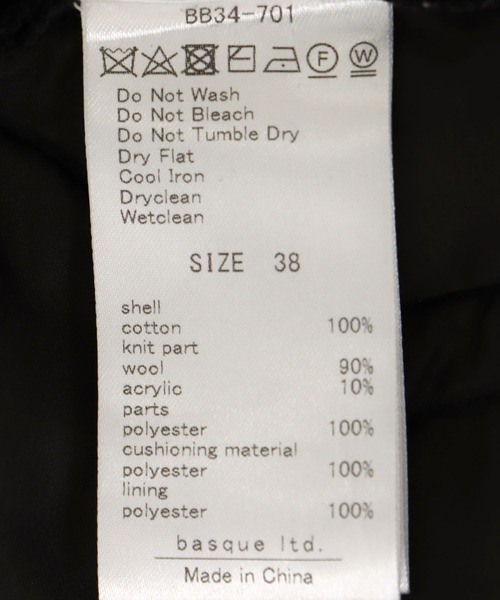 BB34-701
F W
Do Not Wash
Do Not Bleach
Do Not Tumble Dry
Dry Flat
Cool Iron
Dryclean
Wetclean
SIZE 38
shell
cotton 100%
knit part
wool 90%
acrylic 10%
parts
polyester 100%
cushioning material
polyester 100%
lining
polyester 100%
basque ltd.
Made in China